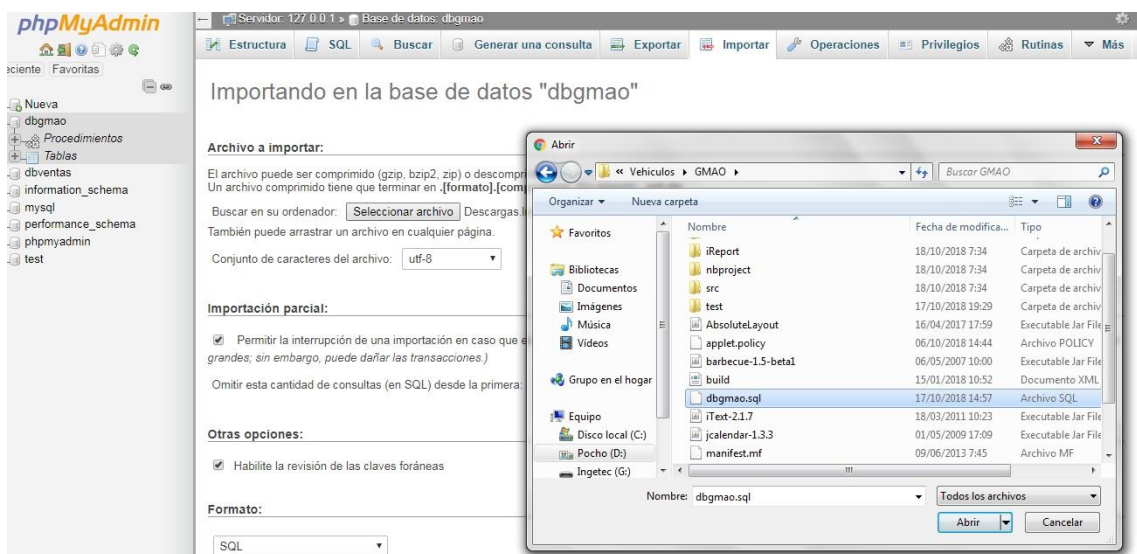 phpMyAdmin
eciente Favoritas
Nueva
dbgmao
Procedimientos
Tablas
dbventas
information_schema
mysql
performance_schema
phpmyadmin
test
Servidor: 127.0.0.1 » Base de datos: dbgmao
Estructura SQL Buscar Generar una consulta Exportar Importar Operaciones Privilegios Rutinas Más
Importando en la base de datos "dbgmao"
Archivo a importar:
El archivo puede ser comprimido (gzip, bzip2, zip) o descompri
Un archivo comprimido tiene que terminar en .[formato].[com
Buscar en su ordenador: Seleccionar archivo Descargas.l
También puede arrastrar un archivo en cualquier página.
Conjunto de caracteres del archivo: utf-8
Importación parcial:
Permitir la interrupción de una importación en caso que e
grandes; sin embargo, puede dañar las transacciones.)
Omitir esta cantidad de consultas (en SQL) desde la primera:
Otras opciones:
Habilite la revisión de las claves foráneas
Formato:
SQL
Abrir
« Vehiculos GMAO
Buscar GMAO
Organizar Nueva carpeta
Favoritos
Bibliotecas
Documentos
Imágenes
Música
Vídeos
Grupo en el hogar
Equipo
Disco local (C:)
Pocho (D:)
Ingetec (G:)
Nombre Fecha de modifica... Tipo
iReport 18/10/2018 7:34 Carpeta de archiv
nbproject 18/10/2018 7:34 Carpeta de archiv
src 18/10/2018 7:34 Carpeta de archiv
test 17/10/2018 19:29 Carpeta de archiv
AbsoluteLayout 16/04/2017 17:59 Executable Jar File
applet.policy 06/10/2018 14:44 Archivo POLICY
barbecue-1.5-beta1 06/05/2007 10:00 Executable Jar File
build 15/01/2018 10:52 Documento XML
dbgmao.sql 17/10/2018 14:57 Archivo SQL
iText-2.1.7 18/03/2011 10:23 Executable Jar File
jcalendar-1.3.3 01/05/2009 17:09 Executable Jar File
manifest.mf 09/06/2013 7:45 Archivo MF
Nombre: dbgmao.sql Todos los archivos
Abrir Cancelar